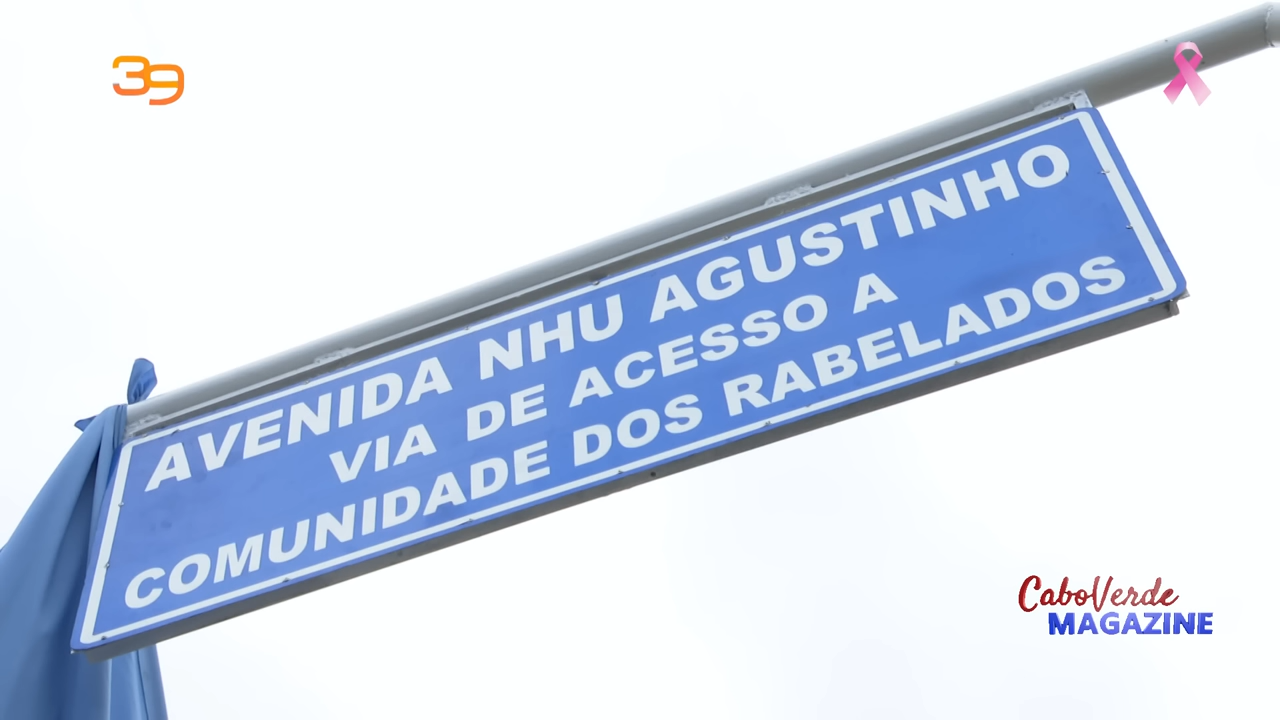 39
AVENIDA NHU AGUSTINHO
VIA DE ACESSO A
COMUNIDADE DOS RABELADOS
CaboVerde
MAGAZINE